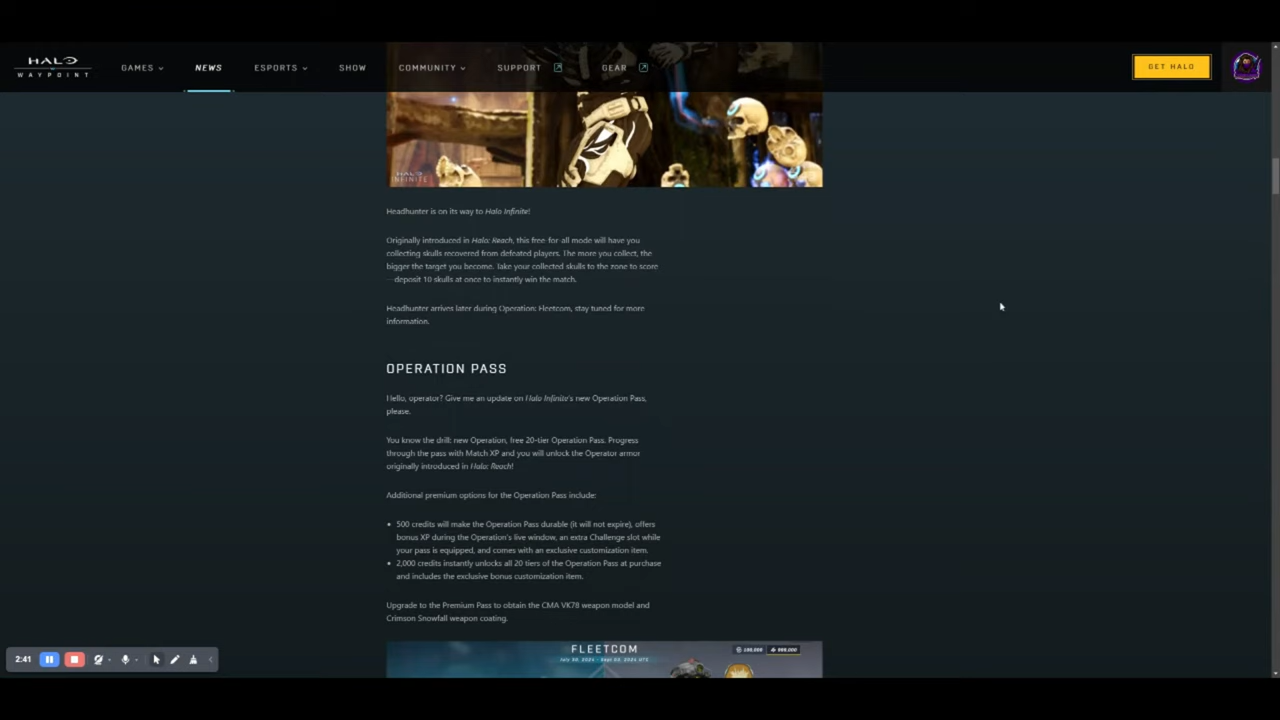 HALO
WAYPOINT
GAMES
NEWS
ESPORTS
SHOW
COMMUNITY
SUPPORT
GEAR
GET HALO
HALO
INFINITE
Headhunter is on its way to Halo Infinite!
Originally introduced in Halo: Reach, this free-for-all mode will have you
collecting skulls recovered from defeated players. The more you collect, the
bigger the target you become. Take your collected skulls to the zone to score
—deposit 10 skulls at once to instantly win the match.
Headhunter arrives later during Operation: Fleetcom, stay tuned for more
information.
OPERATION PASS
Hello, operator? Give me an update on Halo Infinite's new Operation Pass,
please.
You know the drill: new Operation, free 20-tier Operation Pass. Progress
through the pass with Match XP and you will unlock the Operator armor
originally introduced in Halo: Reach!
Additional premium options for the Operation Pass include:
• 500 credits will make the Operation Pass durable (it will not expire), offers
bonus XP during the Operation's live window, an extra Challenge slot while
your pass is equipped, and comes with an exclusive customization item.
• 2,000 credits instantly unlocks all 20 tiers of the Operation Pass at purchase
and includes the exclusive bonus customization item.
Upgrade to the Premium Pass to obtain the CMA VK78 weapon model and
Crimson Snowfall weapon coating.
FLEETCOM
2:41